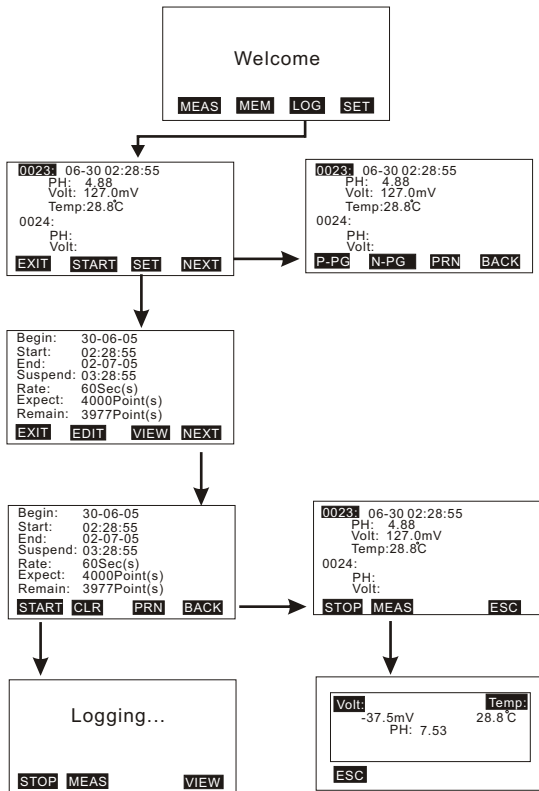 Welcome
MEAS MEM LOG SET
0023: 06-30 02:28:55
PH: 4.88
Volt: 127.0mV
Temp:28.8°C
0024:
PH:
Volt:
EXIT START SET NEXT
0023: 06-30 02:28:55
PH: 4.88
Volt: 127.0mV
Temp:28.8°C
0024:
PH:
Volt:
P-PG N-PG PRN BACK
Begin: 30-06-05
Start: 02:28:55
End: 02-07-05
Suspend: 03:28:55
Rate: 60Sec(s)
Expect: 4000Point(s)
Remain: 3977Point(s)
EXIT EDIT VIEW NEXT
Begin: 30-06-05
Start: 02:28:55
End: 02-07-05
Suspend: 03:28:55
Rate: 60Sec(s)
Expect: 4000Point(s)
Remain: 3977Point(s)
START CLR PRN BACK
0023: 06-30 02:28:55
PH: 4.88
Volt: 127.0mV
Temp:28.8°C
0024:
PH:
Volt:
STOP MEAS ESC
Logging...
STOP MEAS VIEW
Volt: Temp:
-37.5mV 28.8°C
PH: 7.53
ESC